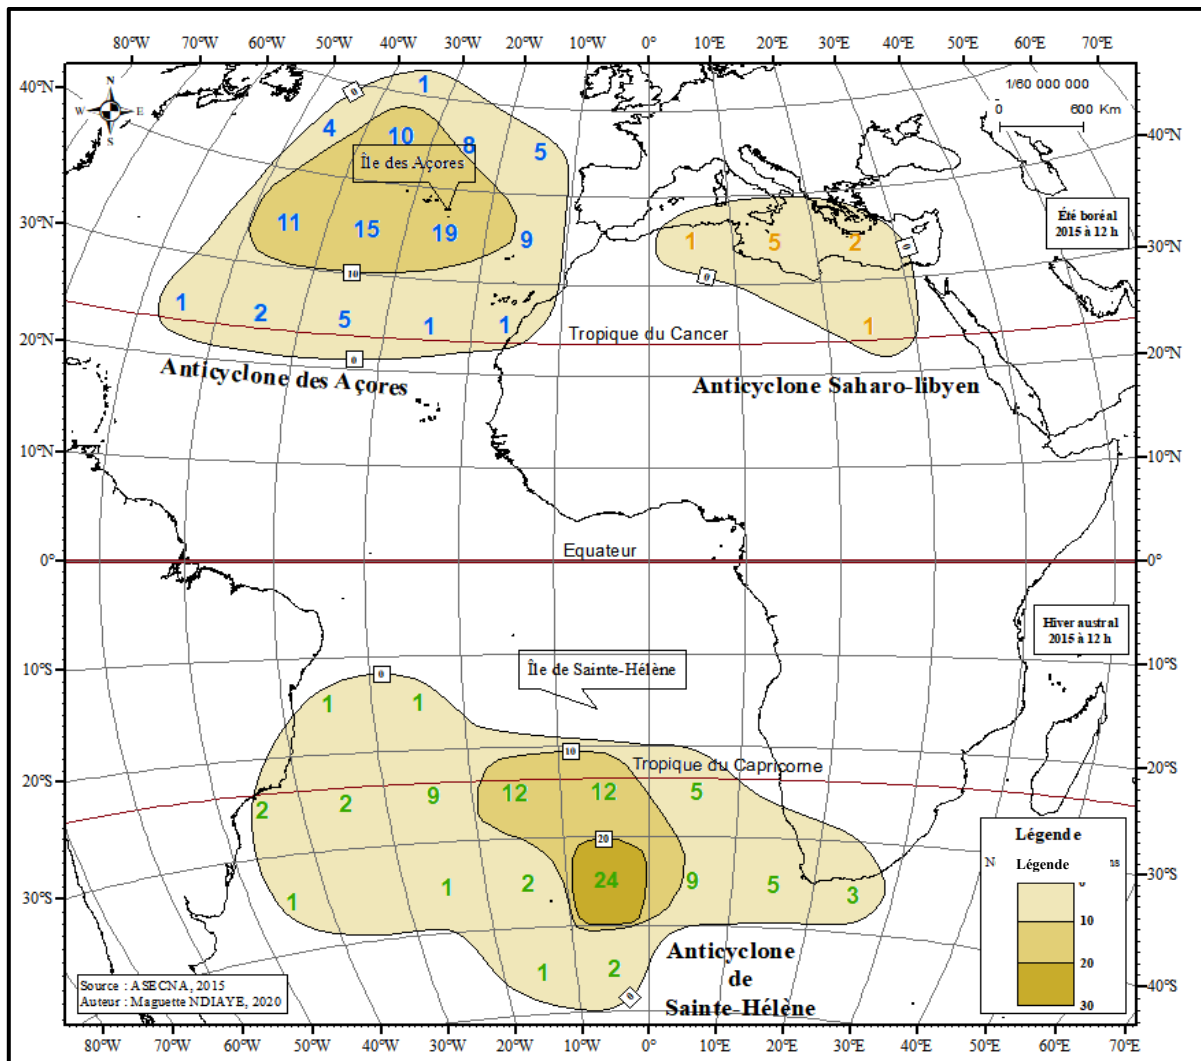 80°W 70°W 60°W 50°W 40°W 30°W 20°W 10°W 0° 10°E 20°E 30°E 40°E 50°E 60°E 70°E
40°N
N
W E
S
0
1
1/60 000 000
0 600 Km
40°N
4 10 8 5
Île des Açores
30°N
11 15 19 9
1 5 2
0
Été boréal
2015 à 12 h
30°N
10
0
1 2 5 1 1
1
Tropique du Cancer
20°N
0
20°N
Anticyclone des Açores
Anticyclone Saharo-libyen
10°N
10°N
Equateur
0°
0°
Hiver austral
2015 à 12 h
10°S
10°S
Île de Sainte-Hélène
0
1 1
10
Tropique du Capricorne
20°S
20°S
2 2 9 12 12 5
20
Légende
N
Légende
ns
30°S
30°S
1 1 2 24 9 5 3
0
10
20
30
Anticyclone
de
Sainte-Hélène
1 2
0
40°S
Source : ASECNA, 2015
Auteur : Maguette NDIAYE, 2020
80°W 70°W 60°W 50°W 40°W 30°W 20°W 10°W 0° 10°E 20°E 30°E 40°E 50°E 60°E 70°E